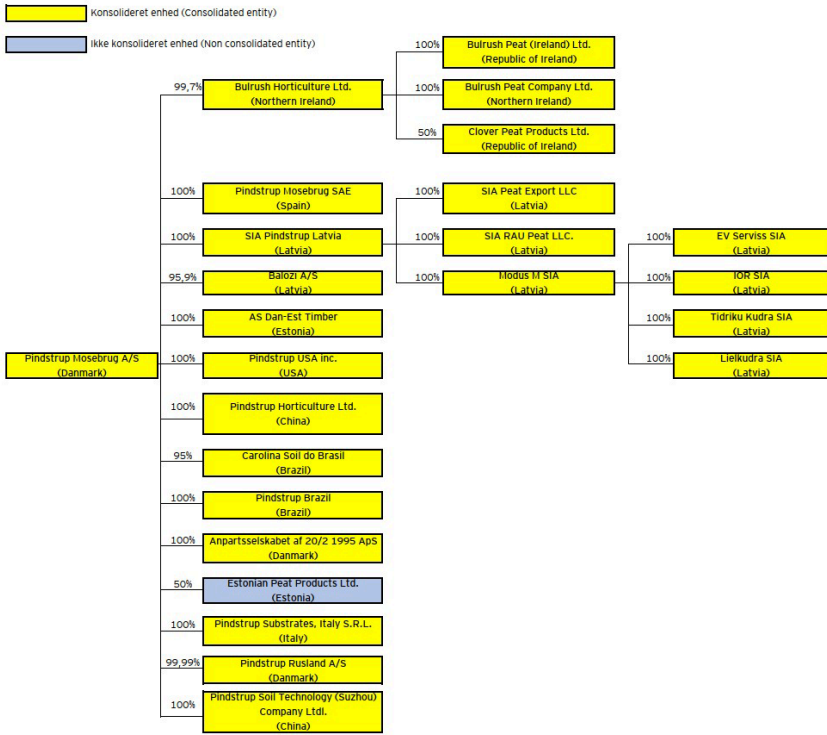 Konsolideret enhed (Consolidated entity)
Ikke konsolideret enhed (Non consolidated entity)
Pindstrup Mosebrug A/S
(Danmark)
99,7%
Bulrush Horticulture Ltd.
(Northern Ireland)
100%
Bulrush Peat (Ireland) Ltd.
(Republic of Ireland)
100%
Bulrush Peat Company Ltd.
(Northern Ireland)
50%
Clover Peat Products Ltd.
(Republic of Ireland)
100%
Pindstrup Mosebrug SAE
(Spain)
100%
SIA Pindstrup Latvia
(Latvia)
100%
SIA Peat Export LLC
(Latvia)
100%
SIA RAU Peat LLC.
(Latvia)
100%
Modus M SIA
(Latvia)
100%
EV Serviss SIA
(Latvia)
100%
IOR SIA
(Latvia)
100%
Tidriku Kudra SIA
(Latvia)
100%
Lielkudra SIA
(Latvia)
95,9%
Balozi A/S
(Latvia)
100%
AS Dan-Est Timber
(Estonia)
100%
Pindstrup USA Inc.
(USA)
100%
Pindstrup Horticulture Ltd.
(China)
95%
Carolina Soil do Brasil
(Brazil)
100%
Pindstrup Brazil
(Brazil)
100%
Anpartsselskabet af 20/2 1995 ApS
(Danmark)
50%
Estonian Peat Products Ltd.
(Estonia)
100%
Pindstrup Substrates, Italy S.R.L.
(Italy)
99,99%
Pindstrup Rusland A/S
(Danmark)
100%
Pindstrup Soil Technology (Suzhou)
Company Ltdl.
(China)